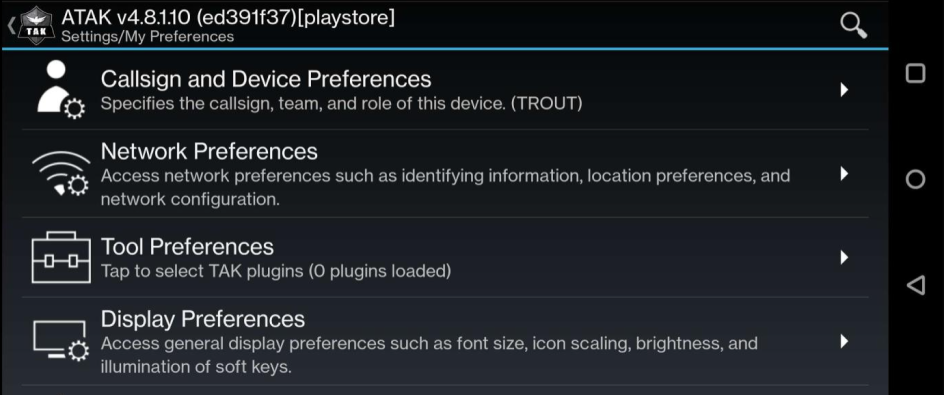 ATAK v4.8.1.10 (ed391f37)[playstore]
Settings/My Preferences
TAK
Callsign and Device Preferences
Specifies the callsign, team, and role of this device. (TROUT)
Network Preferences
Access network preferences such as identifying information, location preferences, and
network configuration.
Tool Preferences
Tap to select TAK plugins (0 plugins loaded)
Display Preferences
Access general display preferences such as font size, icon scaling, brightness, and
illumination of soft keys.